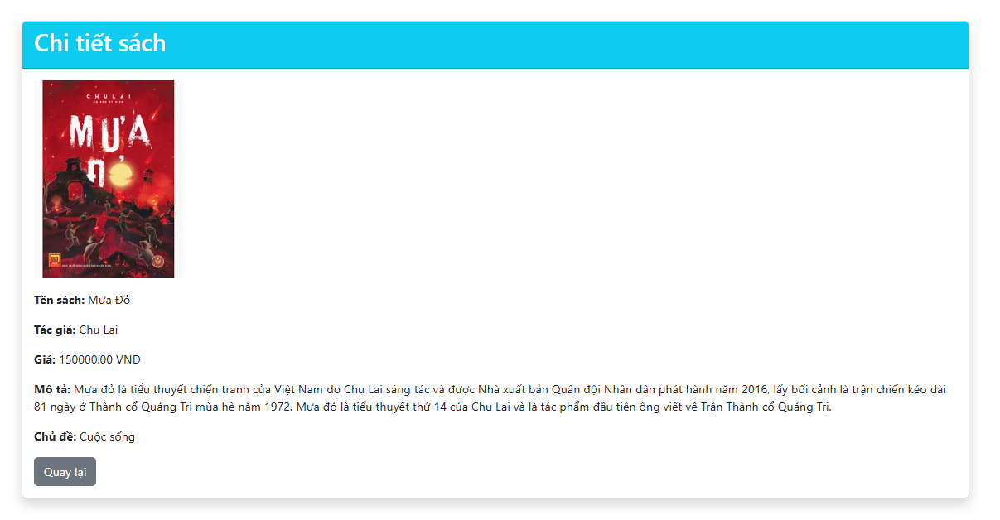 Chi tiết sách
CHU LAI
MƯA
Tên sách: Mưa Đỏ
Tác giả: Chu Lai
Giá: 150000.00 VNĐ
Mô tả: Mưa đỏ là tiểu thuyết chiến tranh của Việt Nam do Chu Lai sáng tác và được Nhà xuất bản Quân đội Nhân dân phát hành năm 2016, lấy bối cảnh là trận chiến kéo dài
81 ngày ở Thành cổ Quảng Trị mùa hè năm 1972. Mưa đỏ là tiểu thuyết thứ 14 của Chu Lai và là tác phẩm đầu tiên ông viết về Trận Thành cổ Quảng Trị.
Chủ đề: Cuộc sống
Quay lại